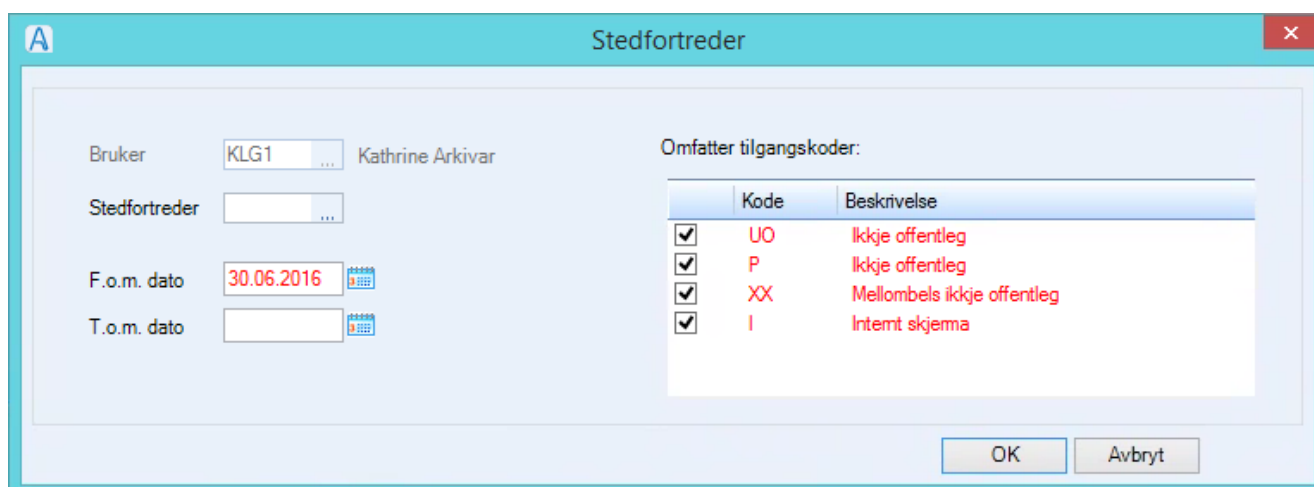 Stedfortreder
Bruker KLG1 ... Kathrine Arkivar
Stedfortreder ...
F.o.m. dato 30.06.2016
T.o.m. dato
Omfatter tilgangskoder:
Kode Beskrivelse
UO Ikkje offentleg
P Ikkje offentleg
XX Mellombels ikkje offentleg
I Internt skjerma
OK Avbryt